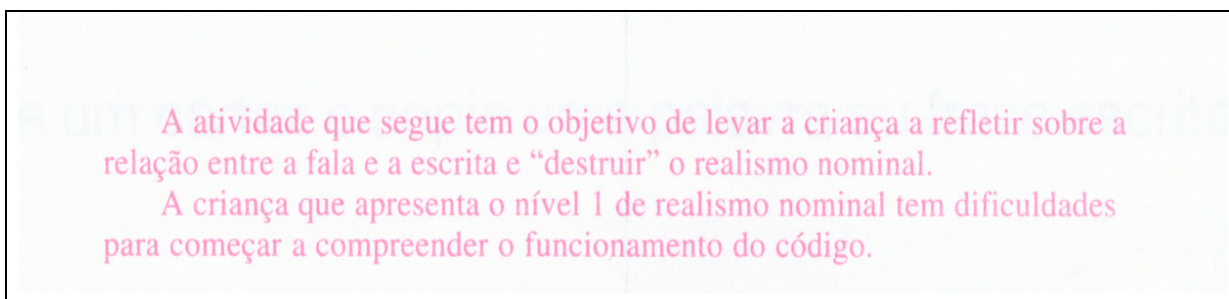 A atividade que segue tem o objetivo de levar a criança a refletir sobre a
relação entre a fala e a escrita e “destruir” o realismo nominal.
A criança que apresenta o nível 1 de realismo nominal tem dificuldades
para começar a compreender o funcionamento do código.